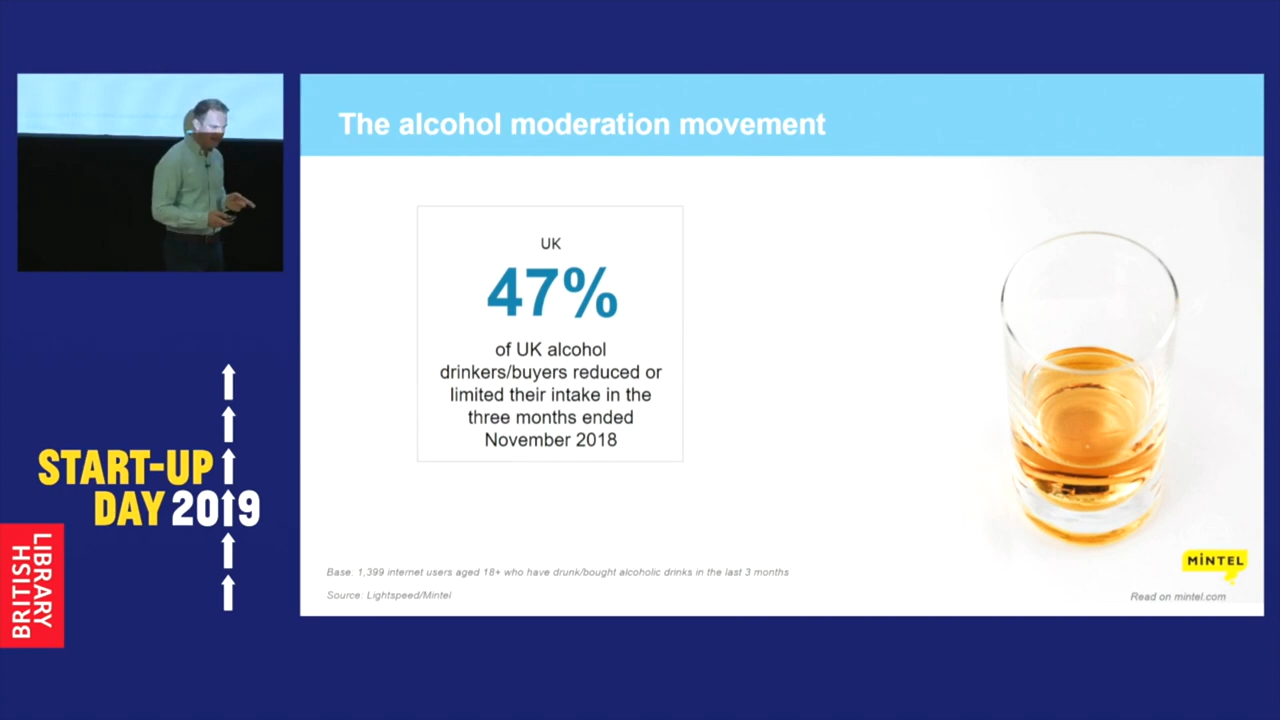 The alcohol moderation movement
UK
47%
of UK alcohol
drinkers/buyers reduced or
limited their intake in the
three months ended
November 2018
Base: 1,399 internet users aged 18+ who have drunk/bought alcoholic drinks in the last 3 months
Source: Lightspeed/Mintel
MiNTEL
Read on mintel.com
START-UP
DAY 2019
LIBRARY
BRITISH